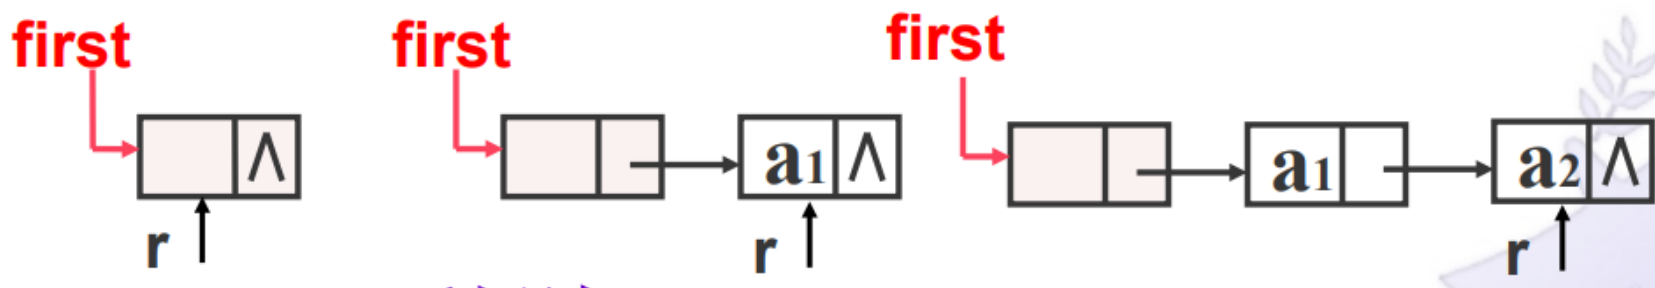 first first first
∧ a1 ∧ a1 a2 ∧
r r r